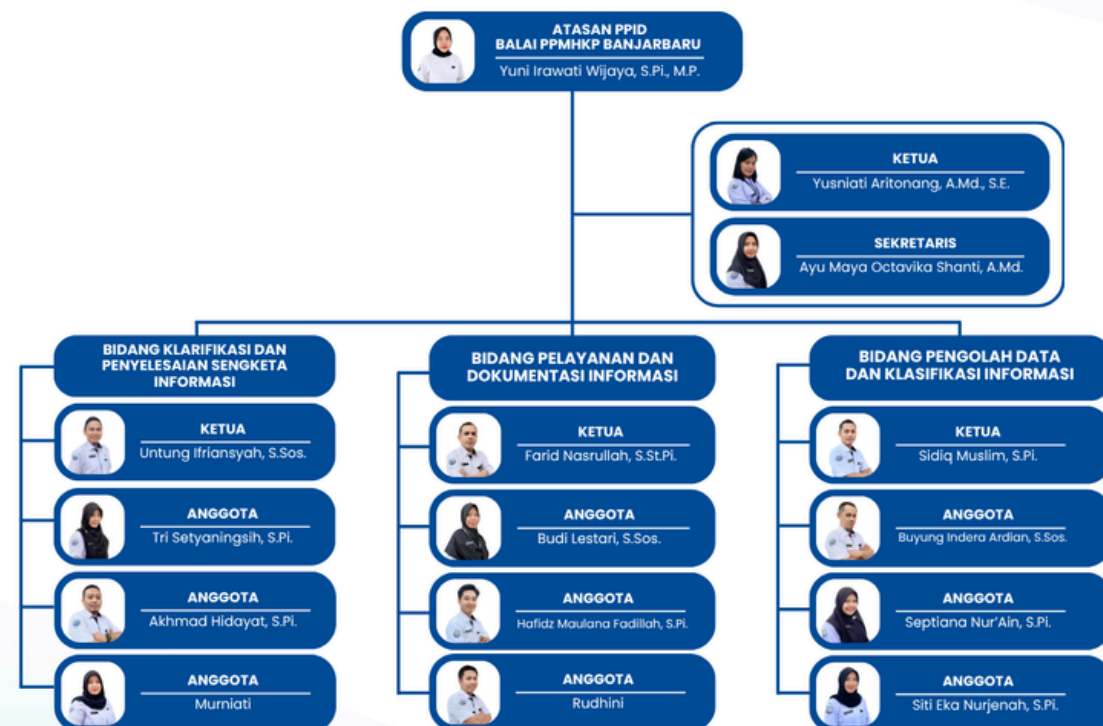 ATASAN PPID
BALAI PPMHKP BANJARBARU
Yuni Irawati Wijaya, S.Pi., M.P.
KETUA
Yusniati Aritonang, A.Md., S.E.
SEKRETARIS
Ayu Maya Octavika Shanti, A.Md.
BIDANG KLARIFIKASI DAN
PENYELESAIAN SENGKETA
INFORMASI
KETUA
Untung Ifriansyah, S.Sos.
ANGGOTA
Tri Setyaningsih, S.Pi.
ANGGOTA
Akhmad Hidayat, S.Pi.
ANGGOTA
Murniati
BIDANG PELAYANAN DAN
DOKUMENTASI INFORMASI
KETUA
Farid Nasrullah, S.St.Pi.
ANGGOTA
Budi Lestari, S.Sos.
ANGGOTA
Hafidz Maulana Fadillah, S.Pi.
ANGGOTA
Rudhini
BIDANG PENGOLAH DATA
DAN KLASIFIKASI INFORMASI
KETUA
Sidiq Muslim, S.Pi.
ANGGOTA
Buyung Indera Ardian, S.Sos.
ANGGOTA
Septiana Nur'Ain, S.Pi.
ANGGOTA
Siti Eka Nurjenah, S.Pi.